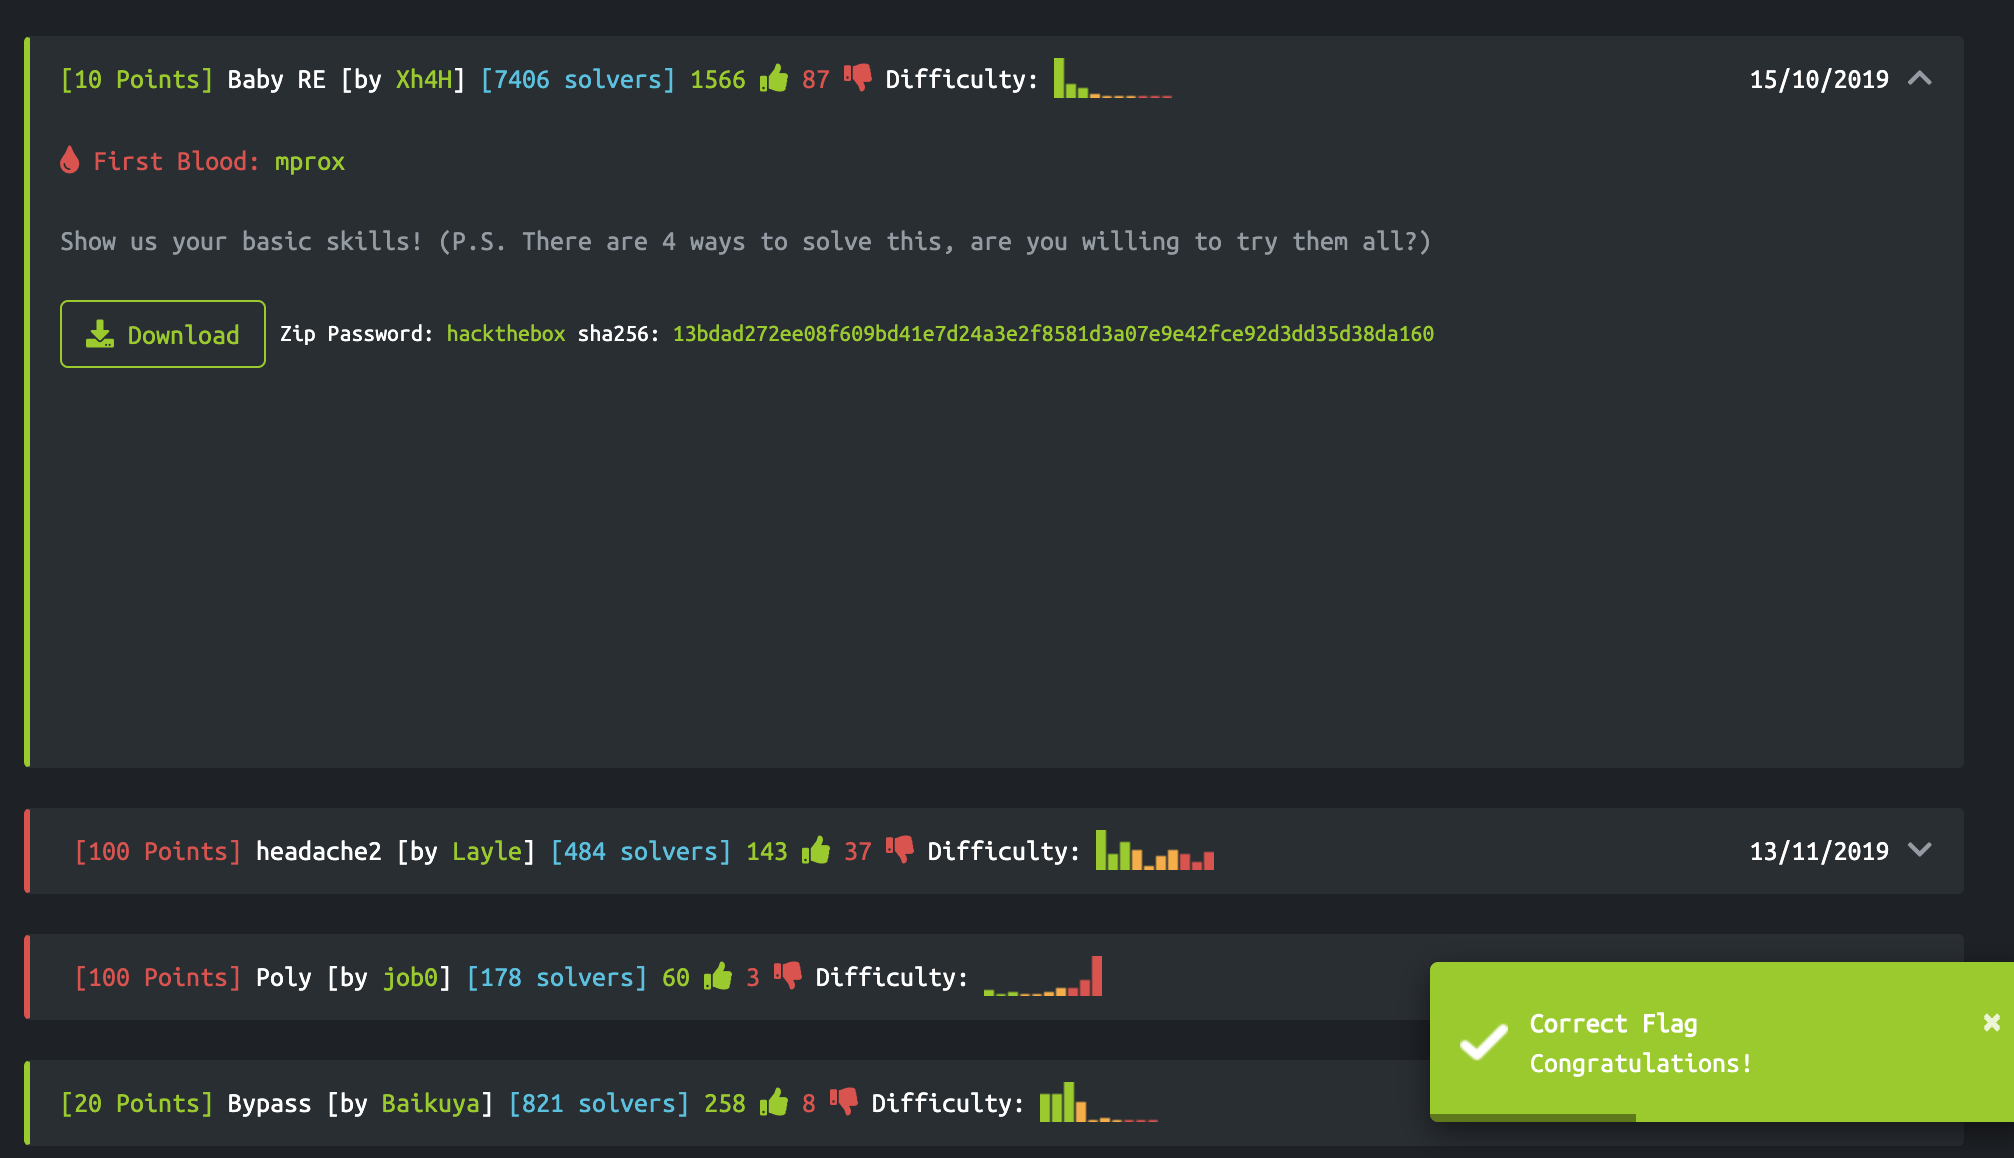 [10 Points] Baby RE [by Xh4H] [7406 solvers] 1566 87 Difficulty: 15/10/2019
First Blood: mprox
Show us your basic skills! (P.S. There are 4 ways to solve this, are you willing to try them all?)
Download Zip Password: hackthebox sha256: 13bdad272ee08f609bd41e7d24a3e2f8581d3a07e9e42fce92d3dd35d38da160
[100 Points] headache2 [by Layle] [484 solvers] 143 37 Difficulty: 13/11/2019
[100 Points] Poly [by job0] [178 solvers] 60 3 Difficulty:
Correct Flag
Congratulations!
[20 Points] Bypass [by Baikuya] [821 solvers] 258 8 Difficulty: